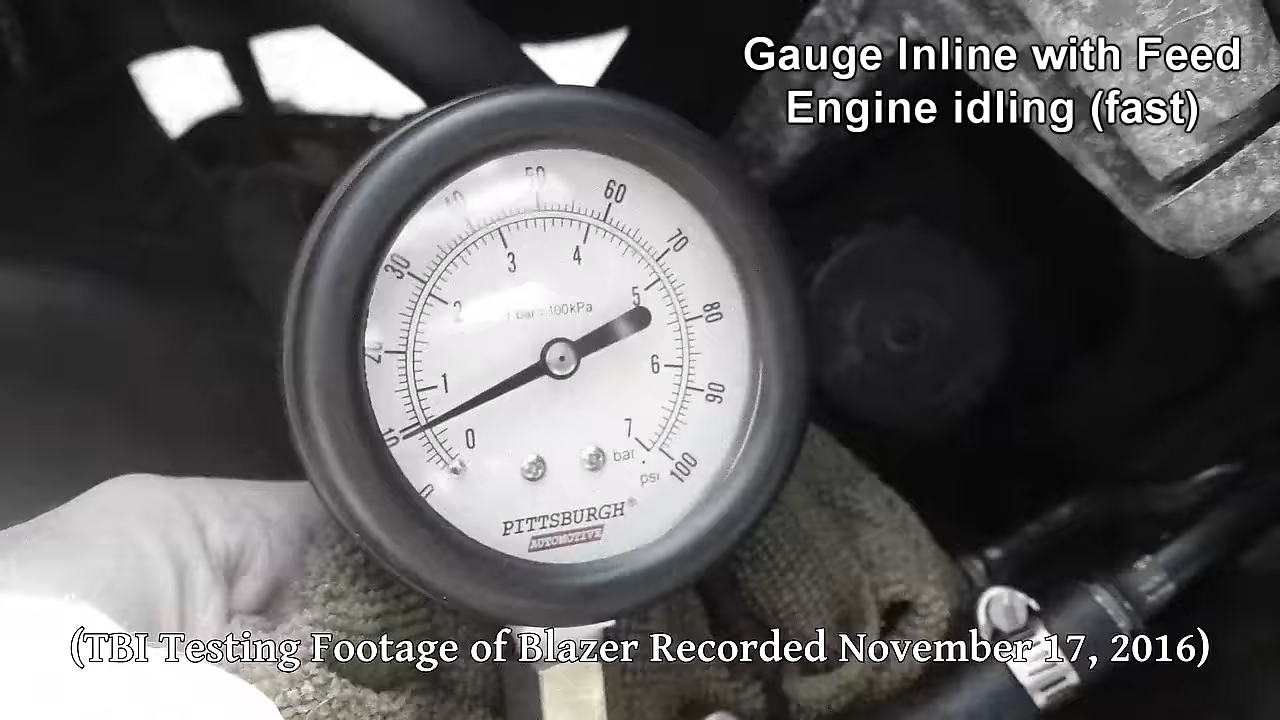 Gauge Inline with Feed
Engine idling (fast)
50
60
40
70
30
3
4
2
5
80
1 bar = 100kPa
20
6
1
90
10
0
7
bar
psi
100
0
PITTSBURGH®
AUTOMOTIVE
(TBI Testing Footage of Blazer Recorded November 17, 2016)